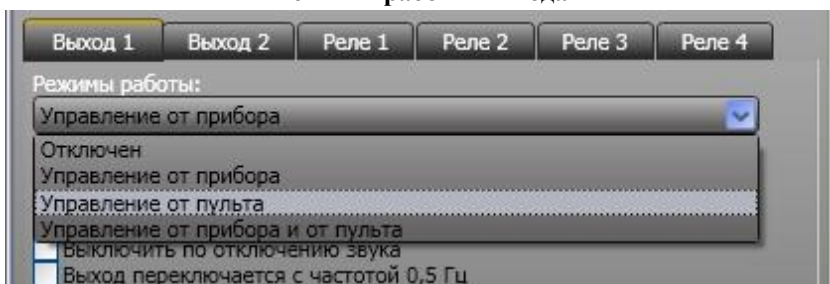 Выход 1 Выход 2 Реле 1 Реле 2 Реле 3 Реле 4
Режимы работы:
Управление от прибора
Отключен
Управление от прибора
Управление от пульта
Управление от прибора и от пульта
Выключить по отключению звука
Выход переключается с частотой 0,5 Гц